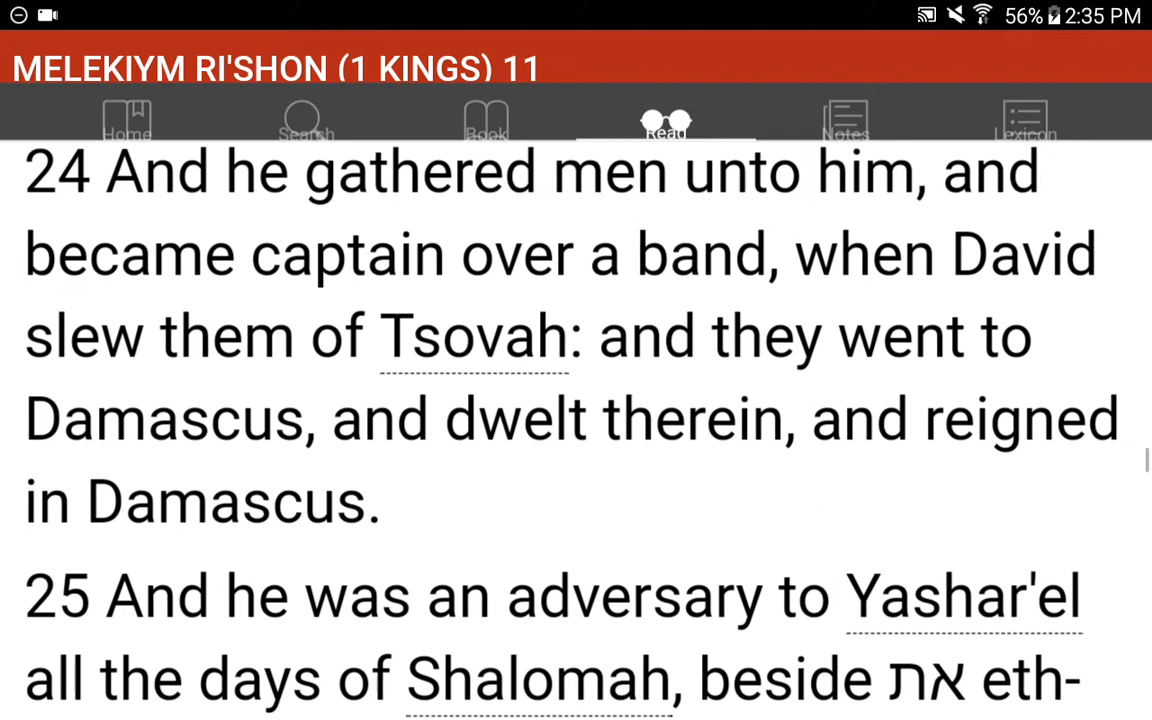 56% 2:35 PM
MELEKIYM RI'SHON (1 KINGS) 11
Home Search Book Read Notes Lexicon
24 And he gathered men unto him, and
became captain over a band, when David
slew them of Tsovah: and they went to
Damascus, and dwelt therein, and reigned
in Damascus.
25 And he was an adversary to Yashar'el
all the days of Shalomah, beside את eth-